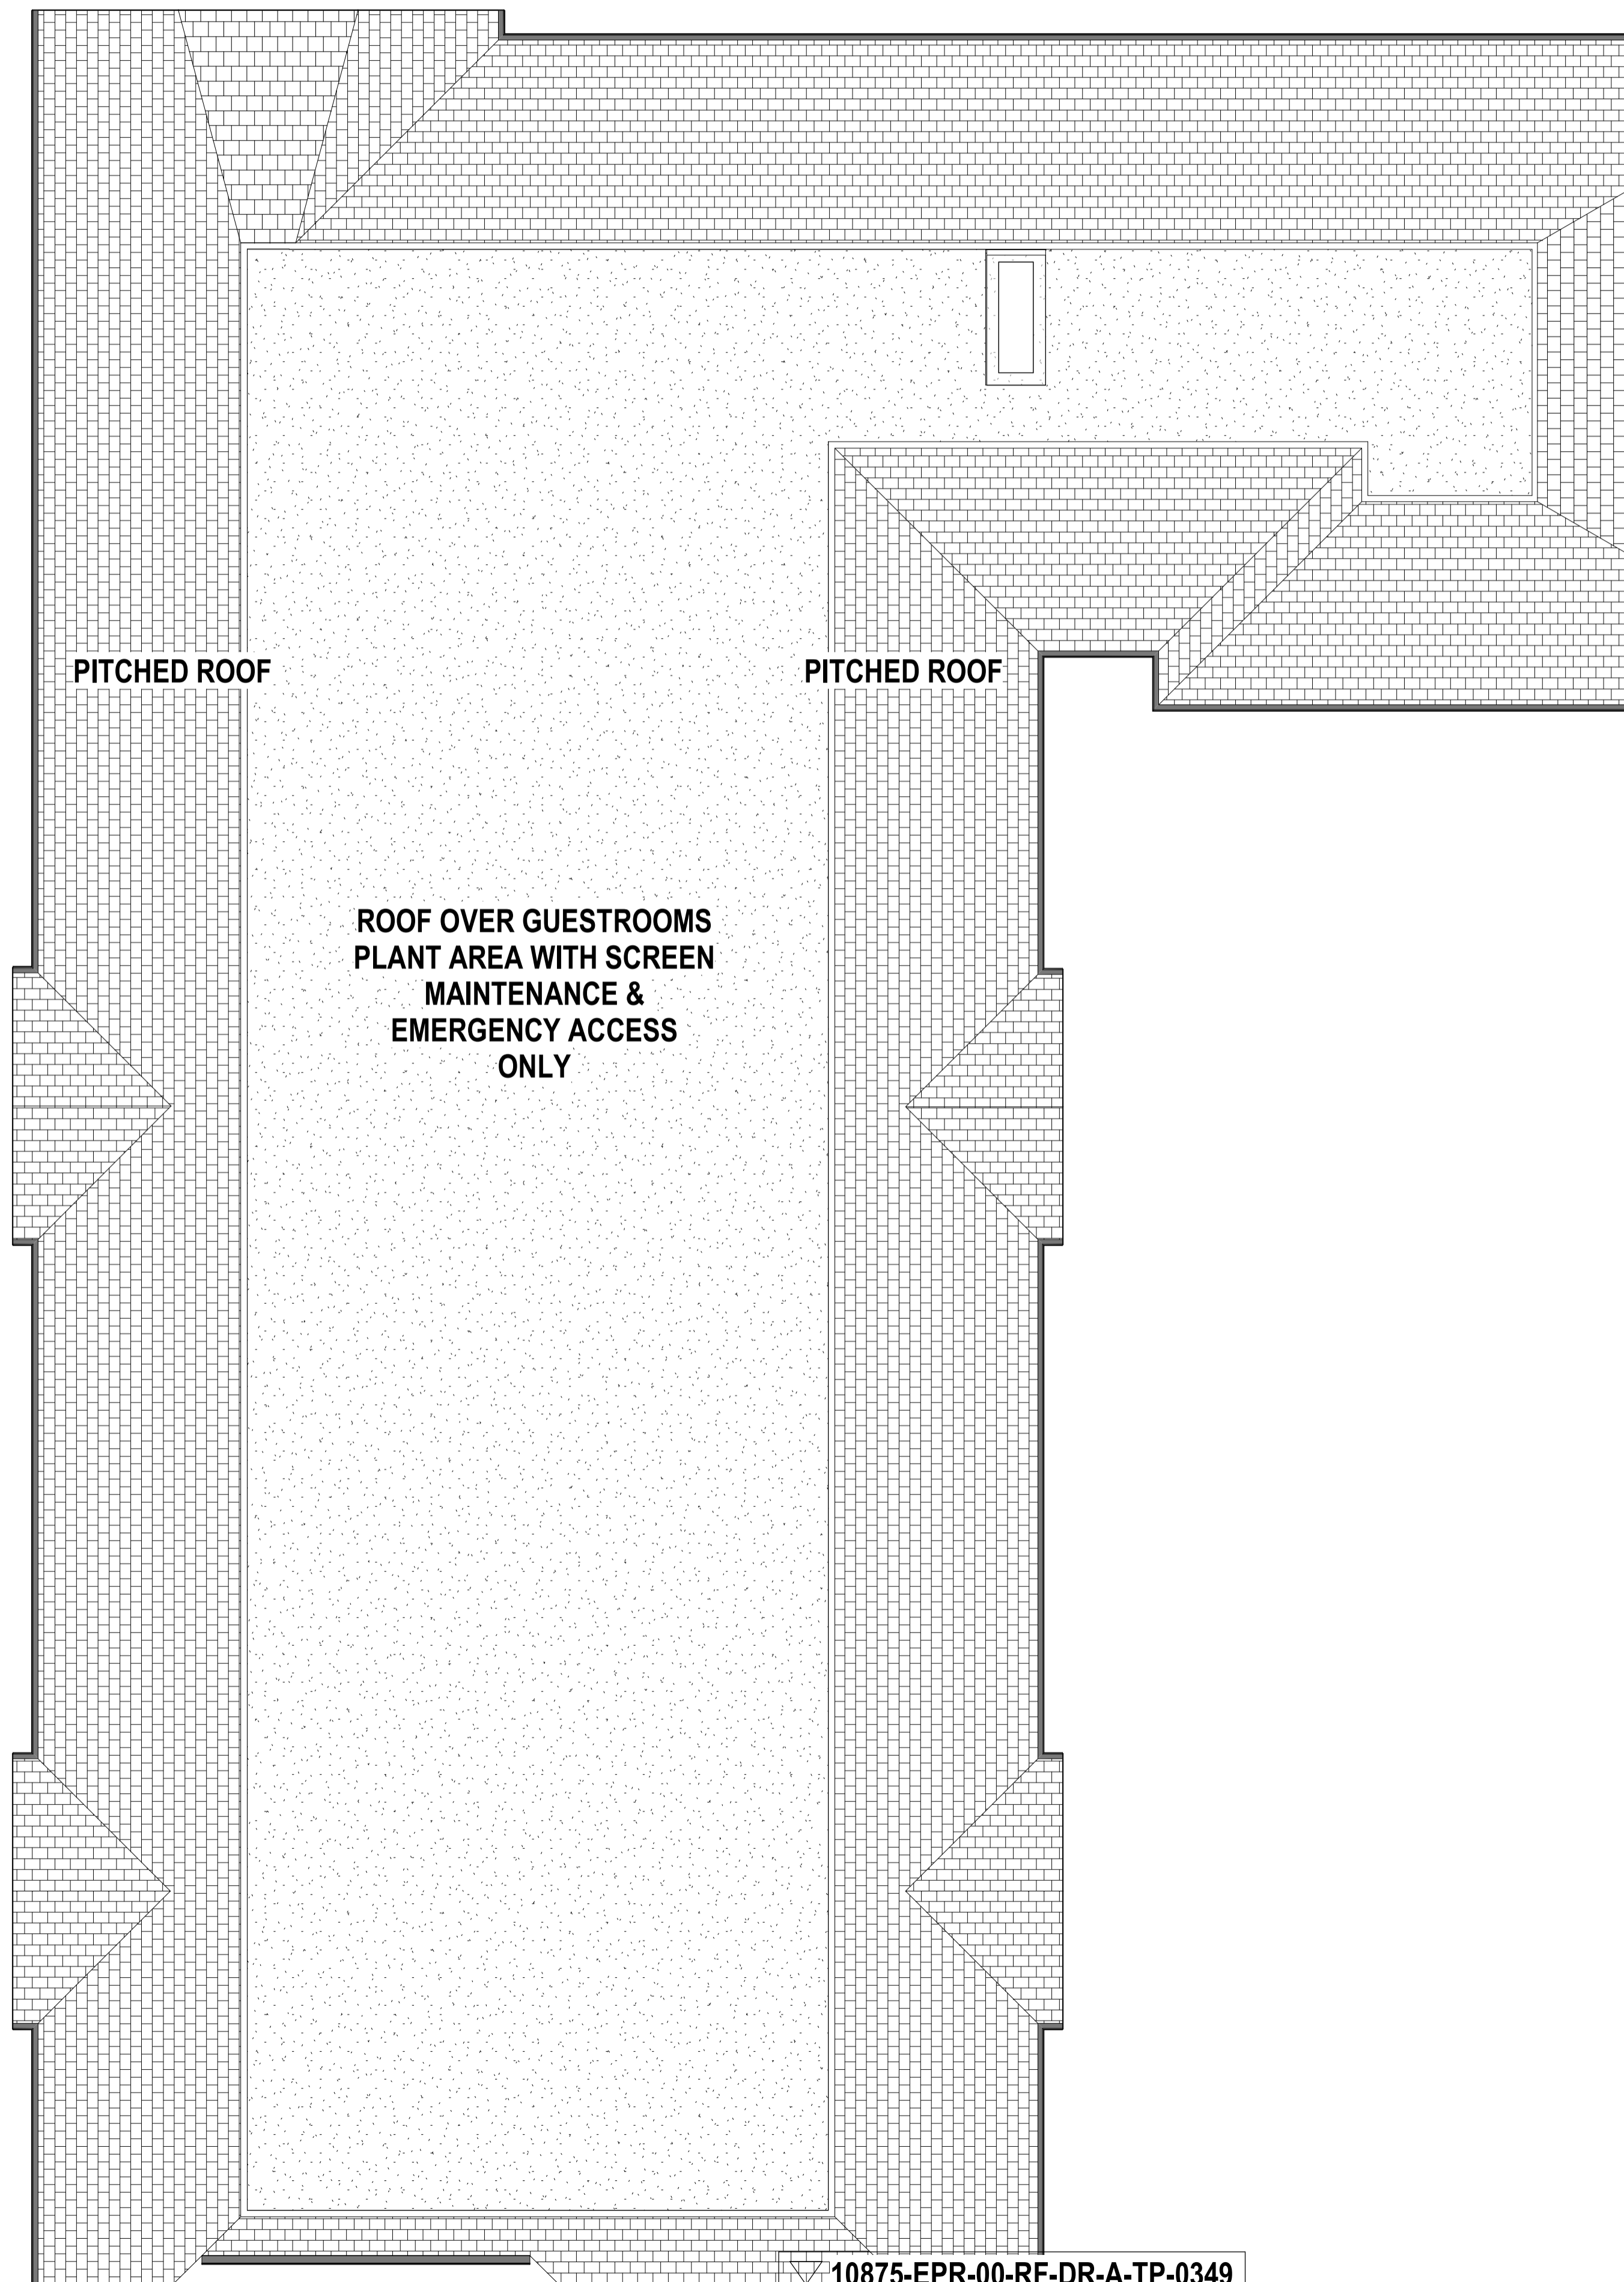 PITCHED ROOF
PITCHED ROOF
ROOF OVER GUESTROOMS
PLANT AREA WITH SCREEN
MAINTENANCE &
EMERGENCY ACCESS
ONLY
10875-EPR-00-RF-DR-A-TP-0349